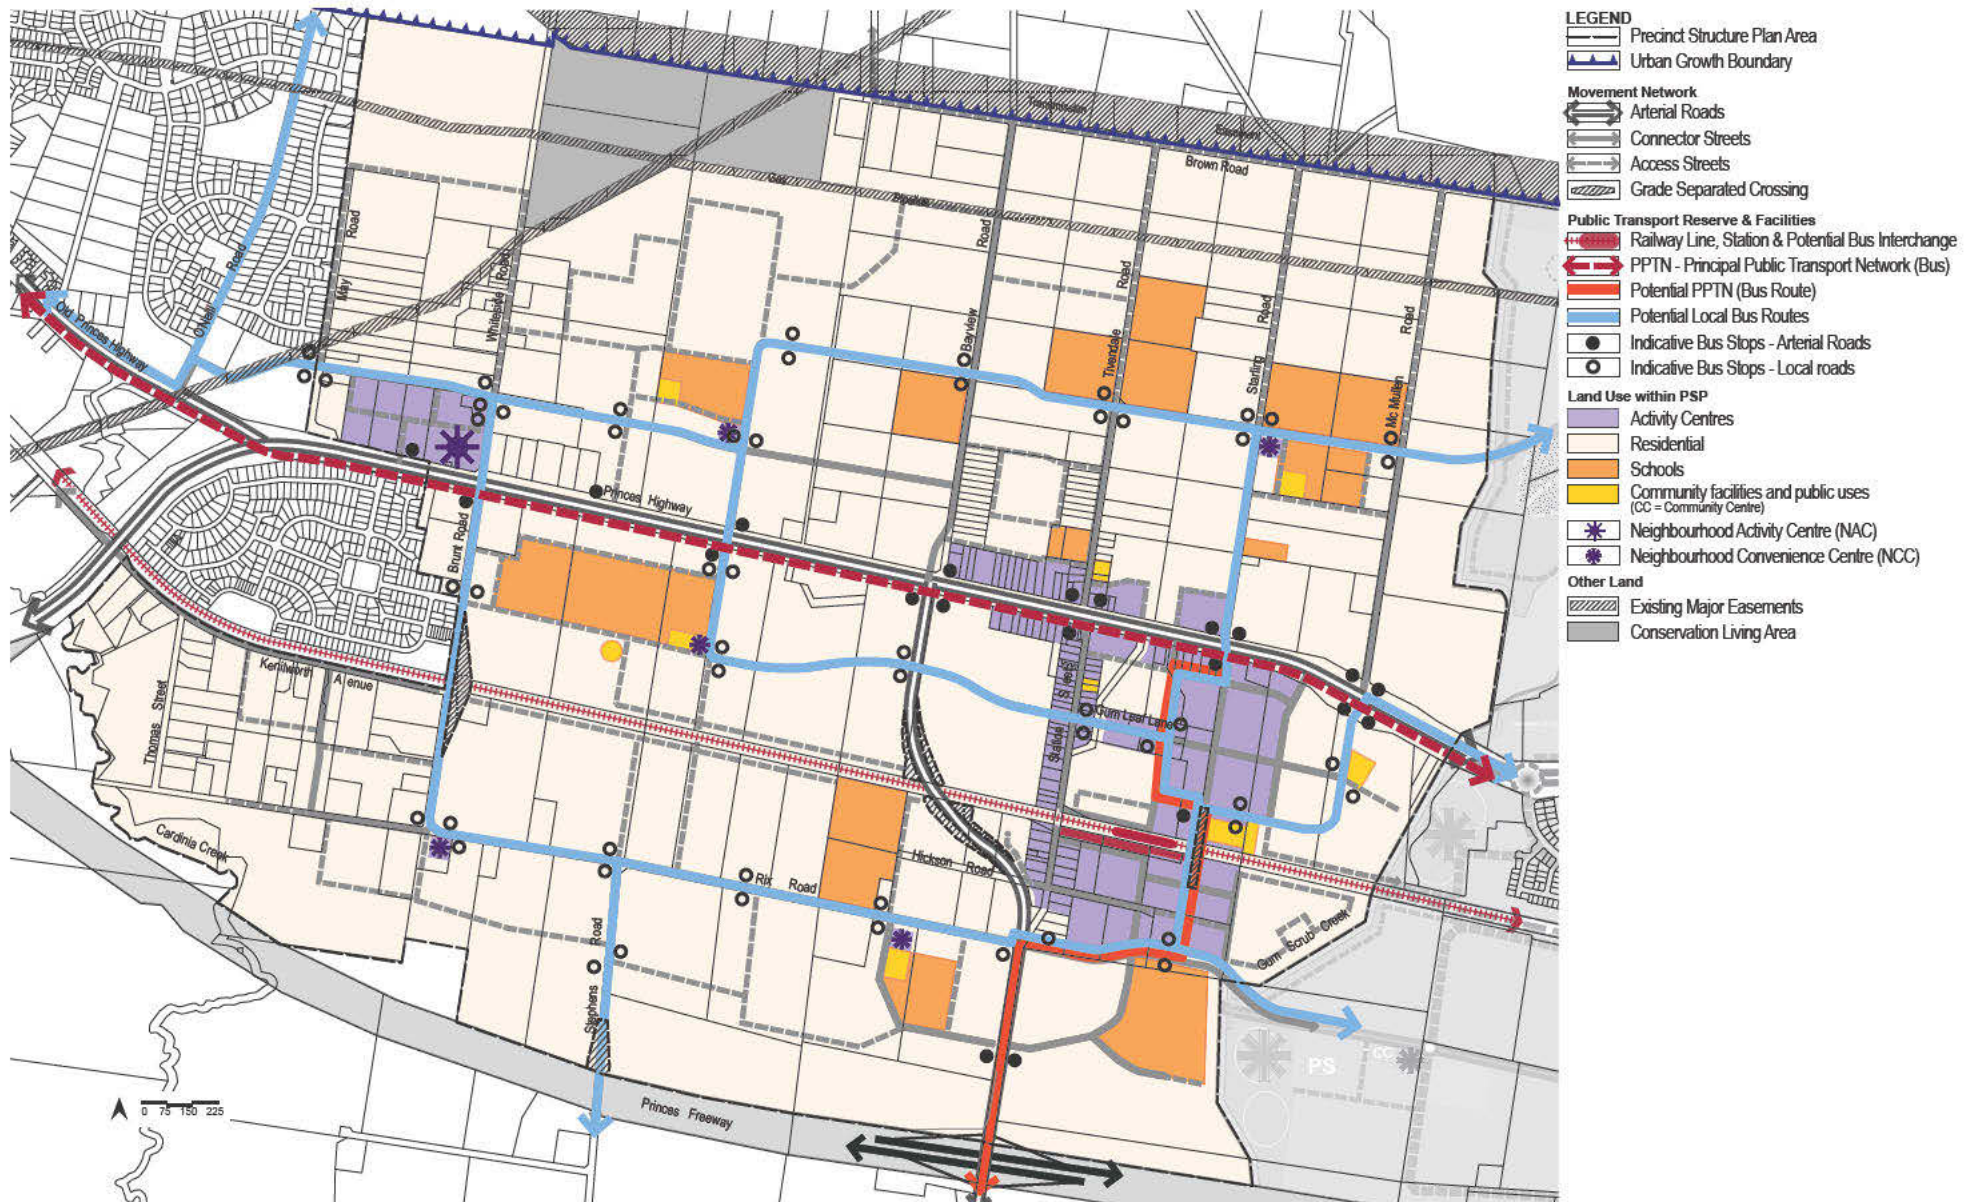 LEGEND
Precinct Structure Plan Area
Urban Growth Boundary
Movement Network
Arterial Roads
Connector Streets
Access Streets
Grade Separated Crossing
Public Transport Reserve & Facilities
Railway Line, Station & Potential Bus Interchange
PPTN - Principal Public Transport Network (Bus)
Potential PPTN (Bus Route)
Potential Local Bus Routes
Indicative Bus Stops - Arterial Roads
Indicative Bus Stops - Local roads
Land Use within PSP
Activity Centres
Residential
Schools
Community facilities and public uses
(CC = Community Centre)
Neighbourhood Activity Centre (NAC)
Neighbourhood Convenience Centre (NCC)
Other Land
Existing Major Easements
Conservation Living Area
Transmission
Easement
Brown Road
Gas
Pipeline
May Road
Whiteside Road
O'Neil Road
Old Princes Highway
Bayview Road
Tivendale Road
Starling Road
Mc Mullen Road
Princes Highway
Brunt Road
Kenilworth A enue
Thomas Street
Station Street
Gum Leaf Lane
Cardinia Creek
Rix Road
Hickson Road
Stephens Road
Gum Scrub Creek
Princes Freeway
PS
CC
0 75 150 225